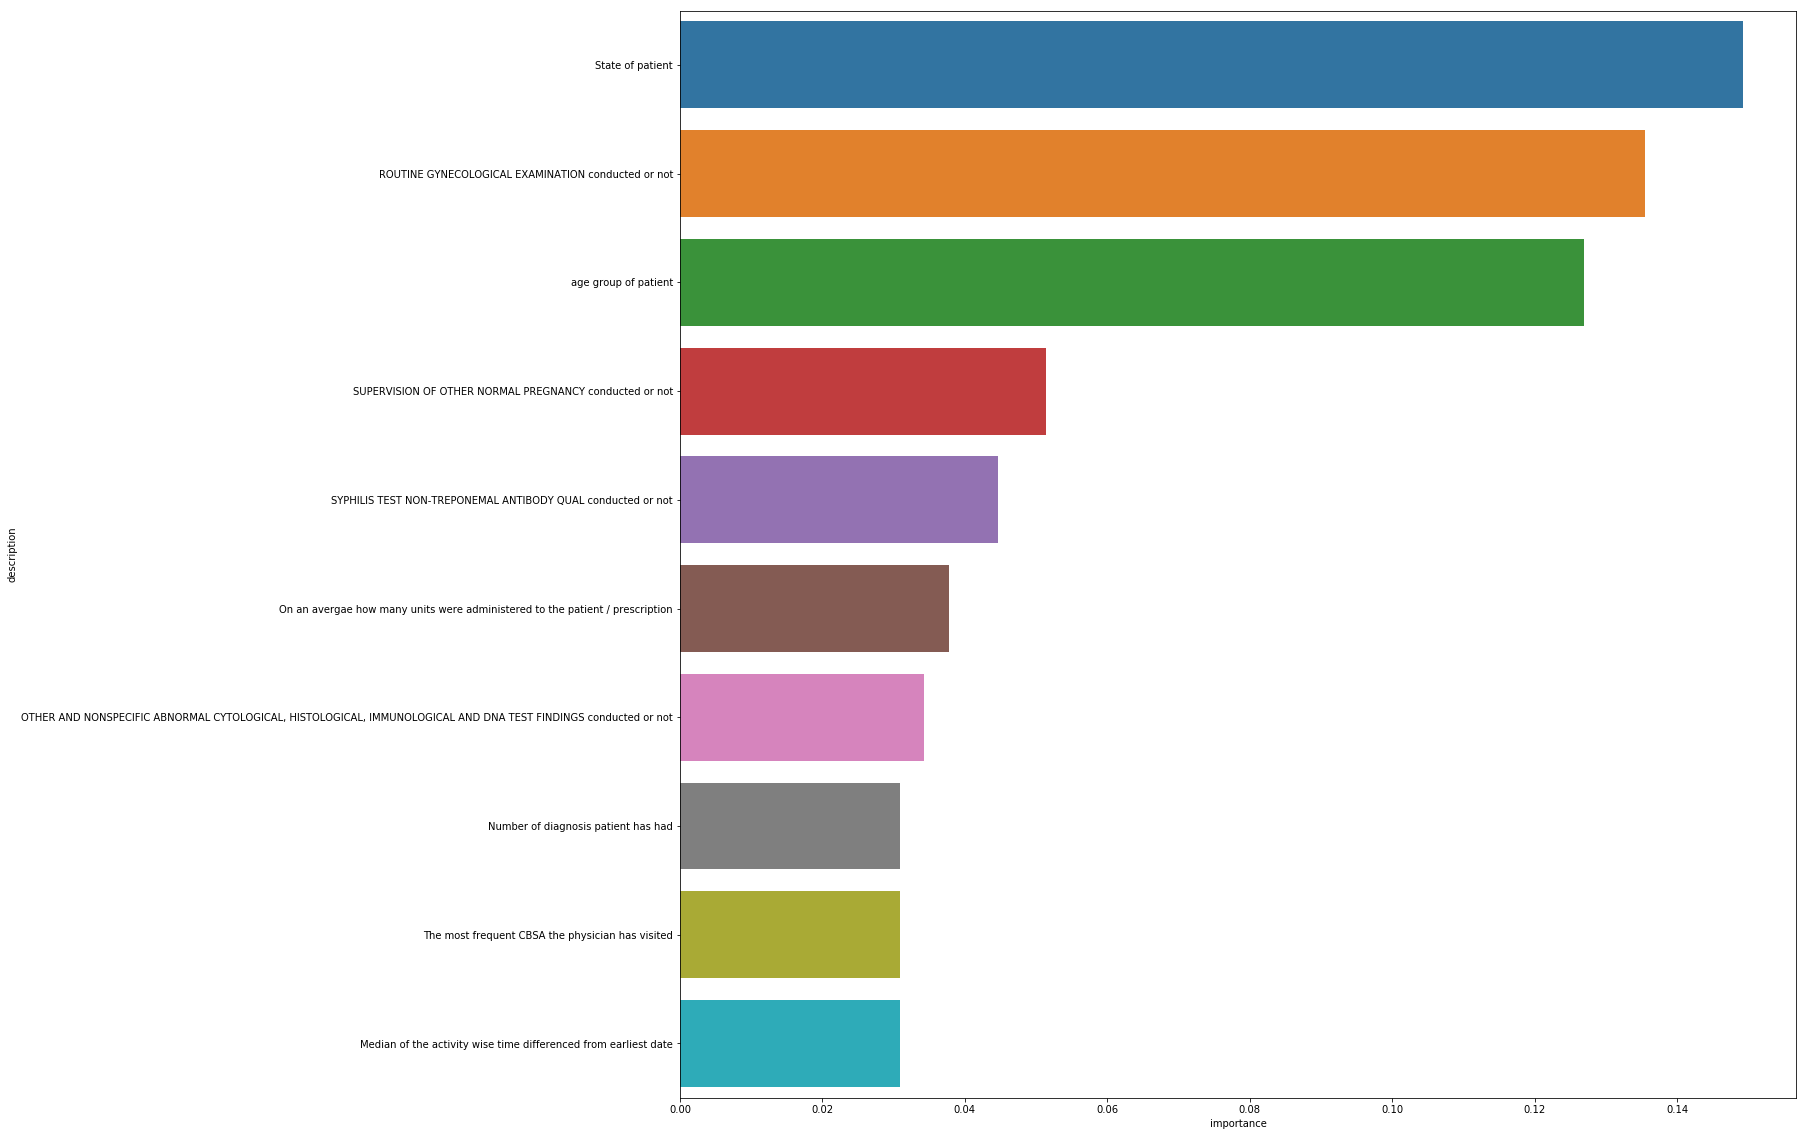 State of patient
ROUTINE GYNECOLOGICAL EXAMINATION conducted or not
age group of patient
SUPERVISION OF OTHER NORMAL PREGNANCY conducted or not
SYPHILIS TEST NON-TREPONEMAL ANTIBODY QUAL conducted or not
description
On an avergae how many units were administered to the patient / prescription
OTHER AND NONSPECIFIC ABNORMAL CYTOLOGICAL, HISTOLOGICAL, IMMUNOLOGICAL AND DNA TEST FINDINGS conducted or not
Number of diagnosis patient has had
The most frequent CBSA the physician has visited
Median of the activity wise time differenced from earliest date
0.00 0.02 0.04 0.06 0.08 0.10 0.12 0.14
importance